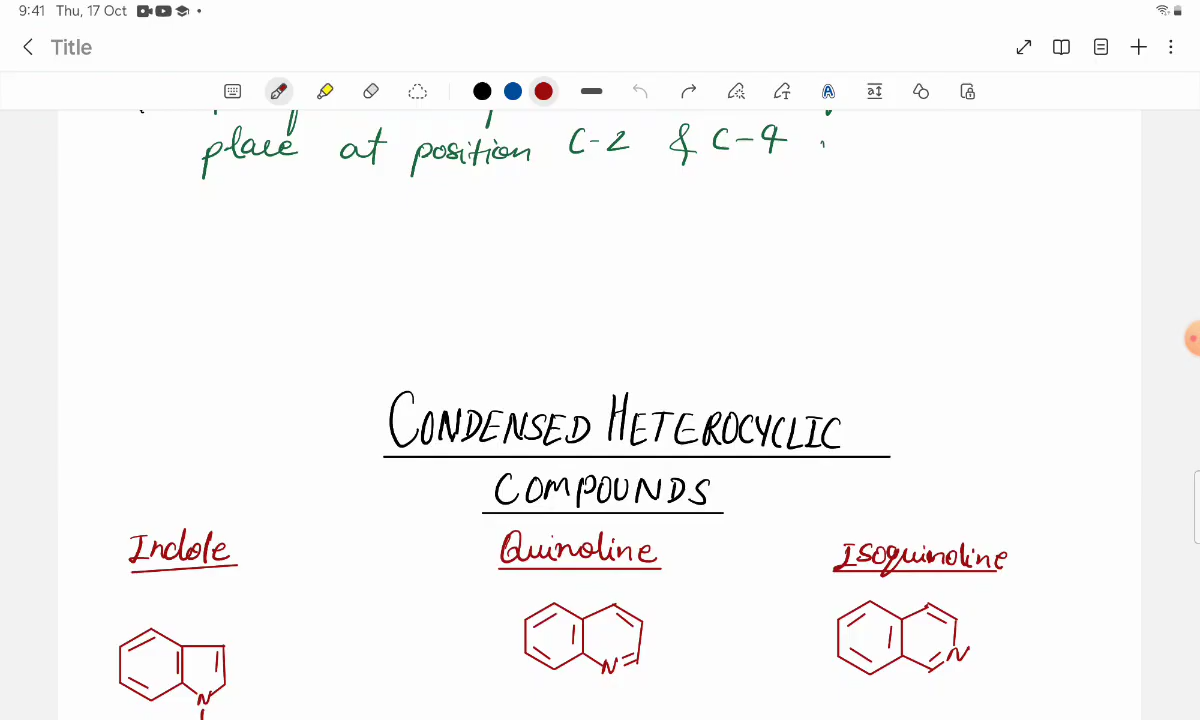 9:41 Thu, 17 Oct
Title
place at position C-2 & C-4 .
CONDENSED HETEROCYCLIC
COMPOUNDS
Indole Quinoline Isoquinoline
N N N